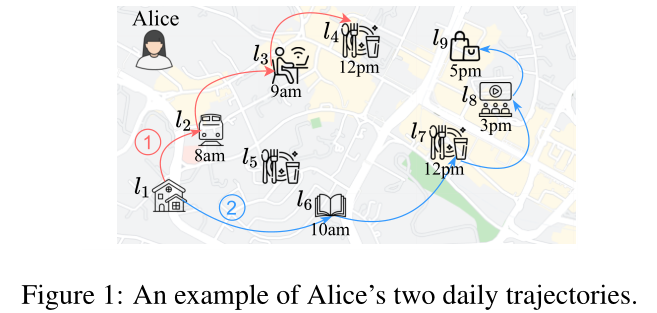 Alice
l4
12pm
l9
5pm
l3
9am
l8
3pm
l2
8am
1
l7
12pm
l5
l1
2
l6
10am
Figure 1: An example of Alice's two daily trajectories.